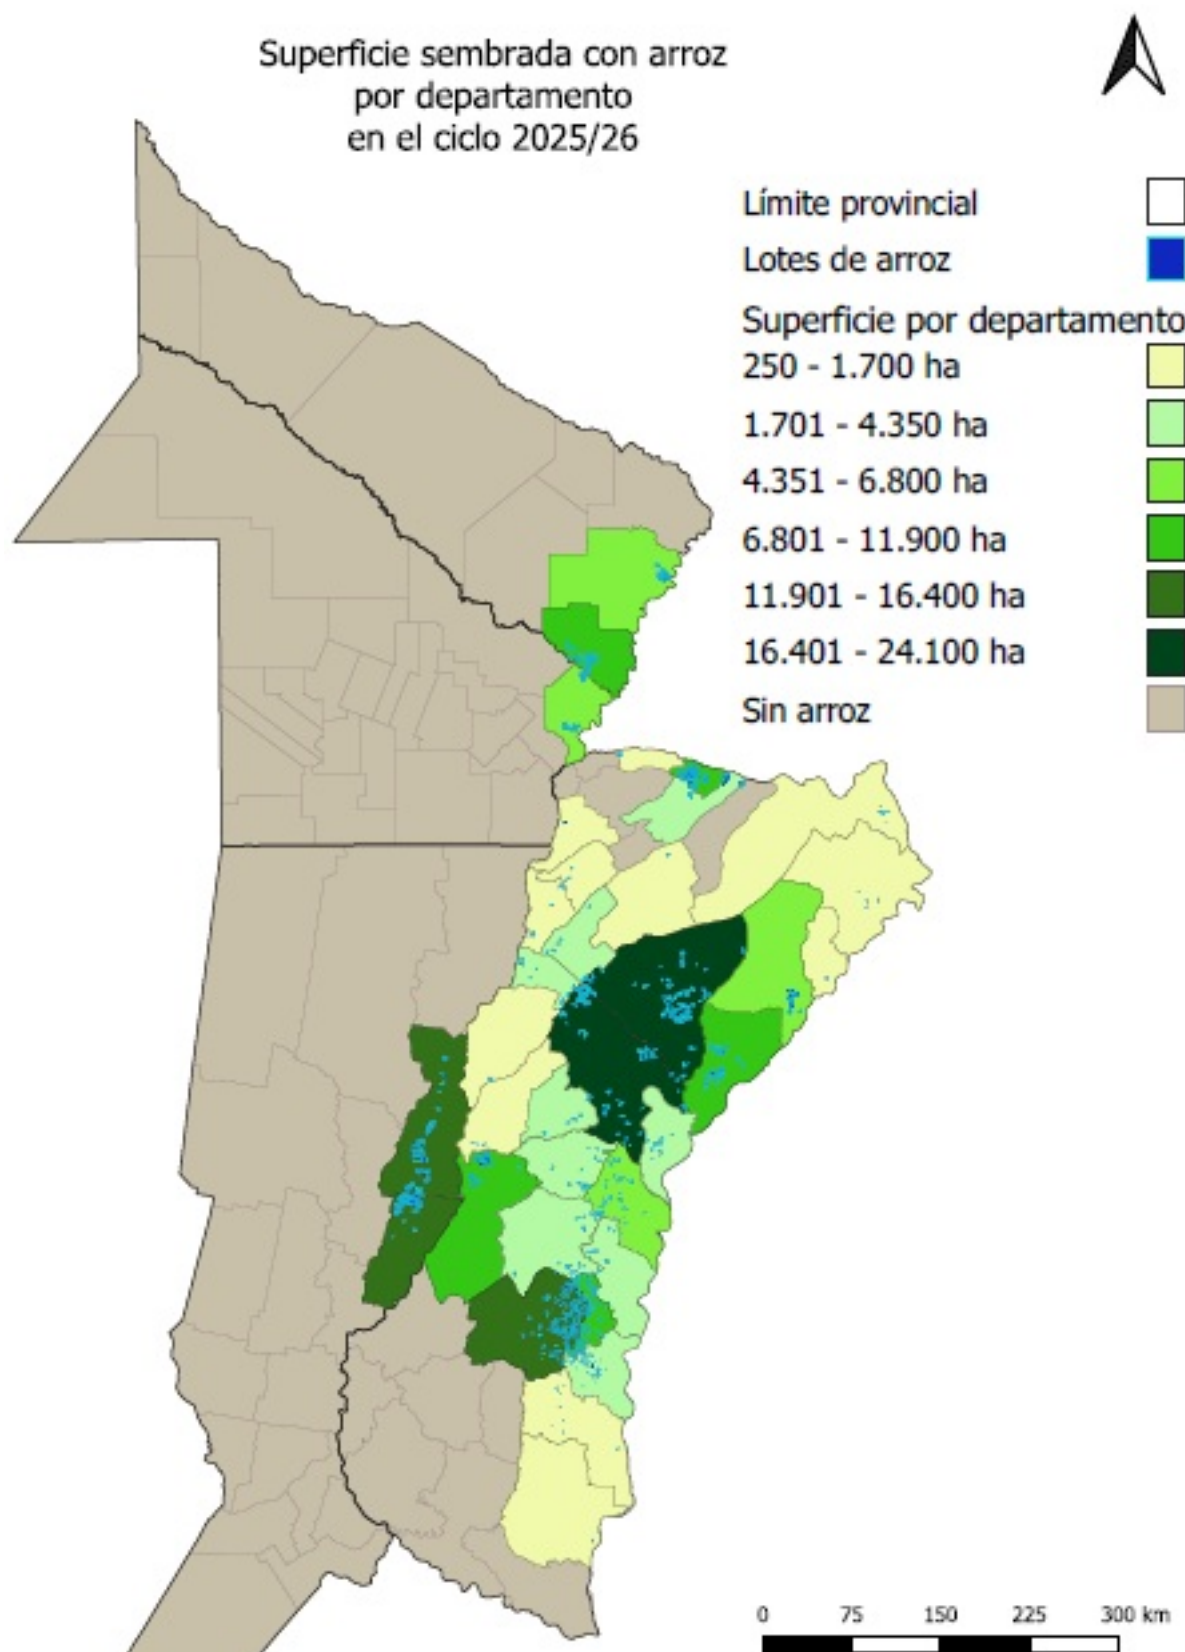 Superficie sembrada con arroz
por departamento
en el ciclo 2025/26
Límite provincial
Lotes de arroz
Superficie por departamento
250 - 1.700 ha
1.701 - 4.350 ha
4.351 - 6.800 ha
6.801 - 11.900 ha
11.901 - 16.400 ha
16.401 - 24.100 ha
Sin arroz
0 75 150 225 300 km